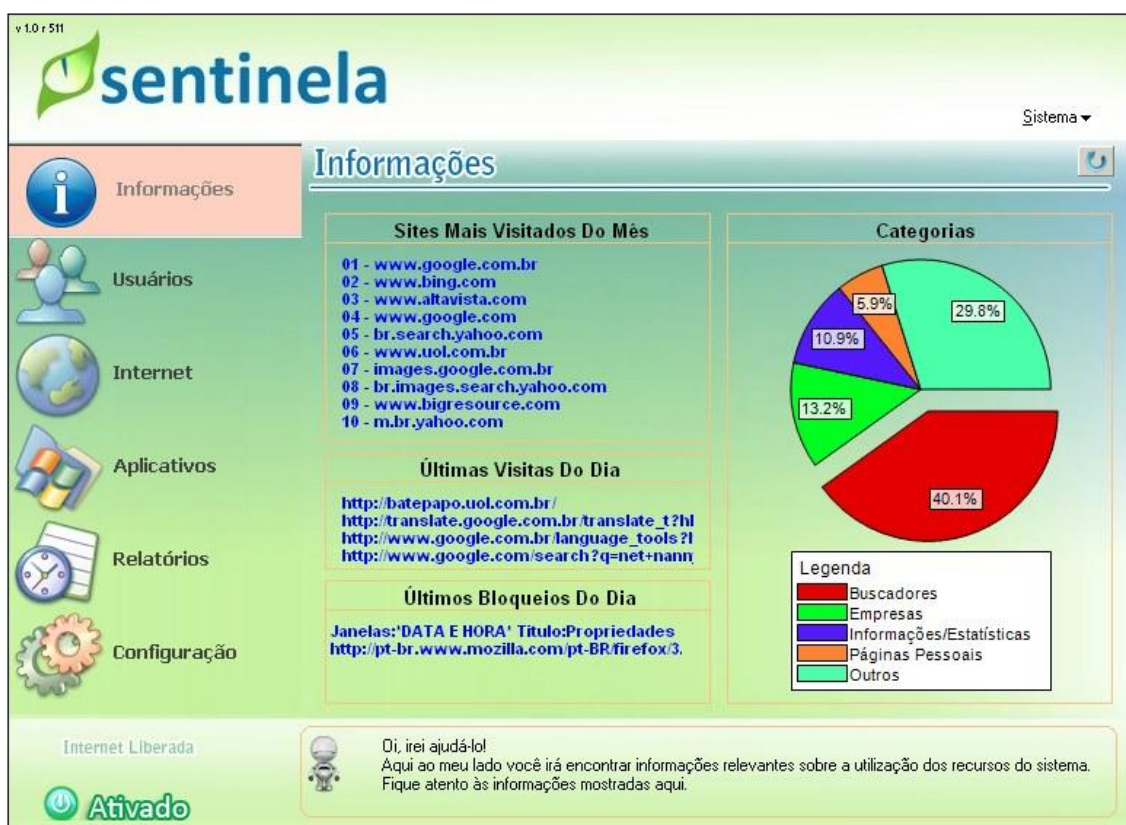 v 1.0 r 511
sentinela
Sistema
Informações
Usuários
Internet
Aplicativos
Relatórios
Configuração
Internet Liberada
Ativado
Informações
Sites Mais Visitados Do Mês
01 - www.google.com.br
02 - www.bing.com
03 - www.altavista.com
04 - www.google.com
05 - br.search.yahoo.com
06 - www.uol.com.br
07 - images.google.com.br
08 - br.images.search.yahoo.com
09 - www.bigresource.com
10 - m.br.yahoo.com
Últimas Visitas Do Dia
http://batepapo.uol.com.br/
http://translate.google.com.br/translate_t?hl
http://www.google.com.br/language_tools?h
http://www.google.com/search?q=net+nanny
Últimos Bloqueios Do Dia
Janelas:'DATA E HORA' Titulo:Propriedades
http://pt-br.www.mozilla.com/pt-BR/firefox/3.
Categorias
5.9%
29.8%
10.9%
13.2%
40.1%
Legenda
Buscadores
Empresas
Informações/Estatísticas
Páginas Pessoais
Outros
Oi, irei ajudá-lo!
Aqui ao meu lado você irá encontrar informações relevantes sobre a utilização dos recursos do sistema.
Fique atento às informações mostradas aqui.